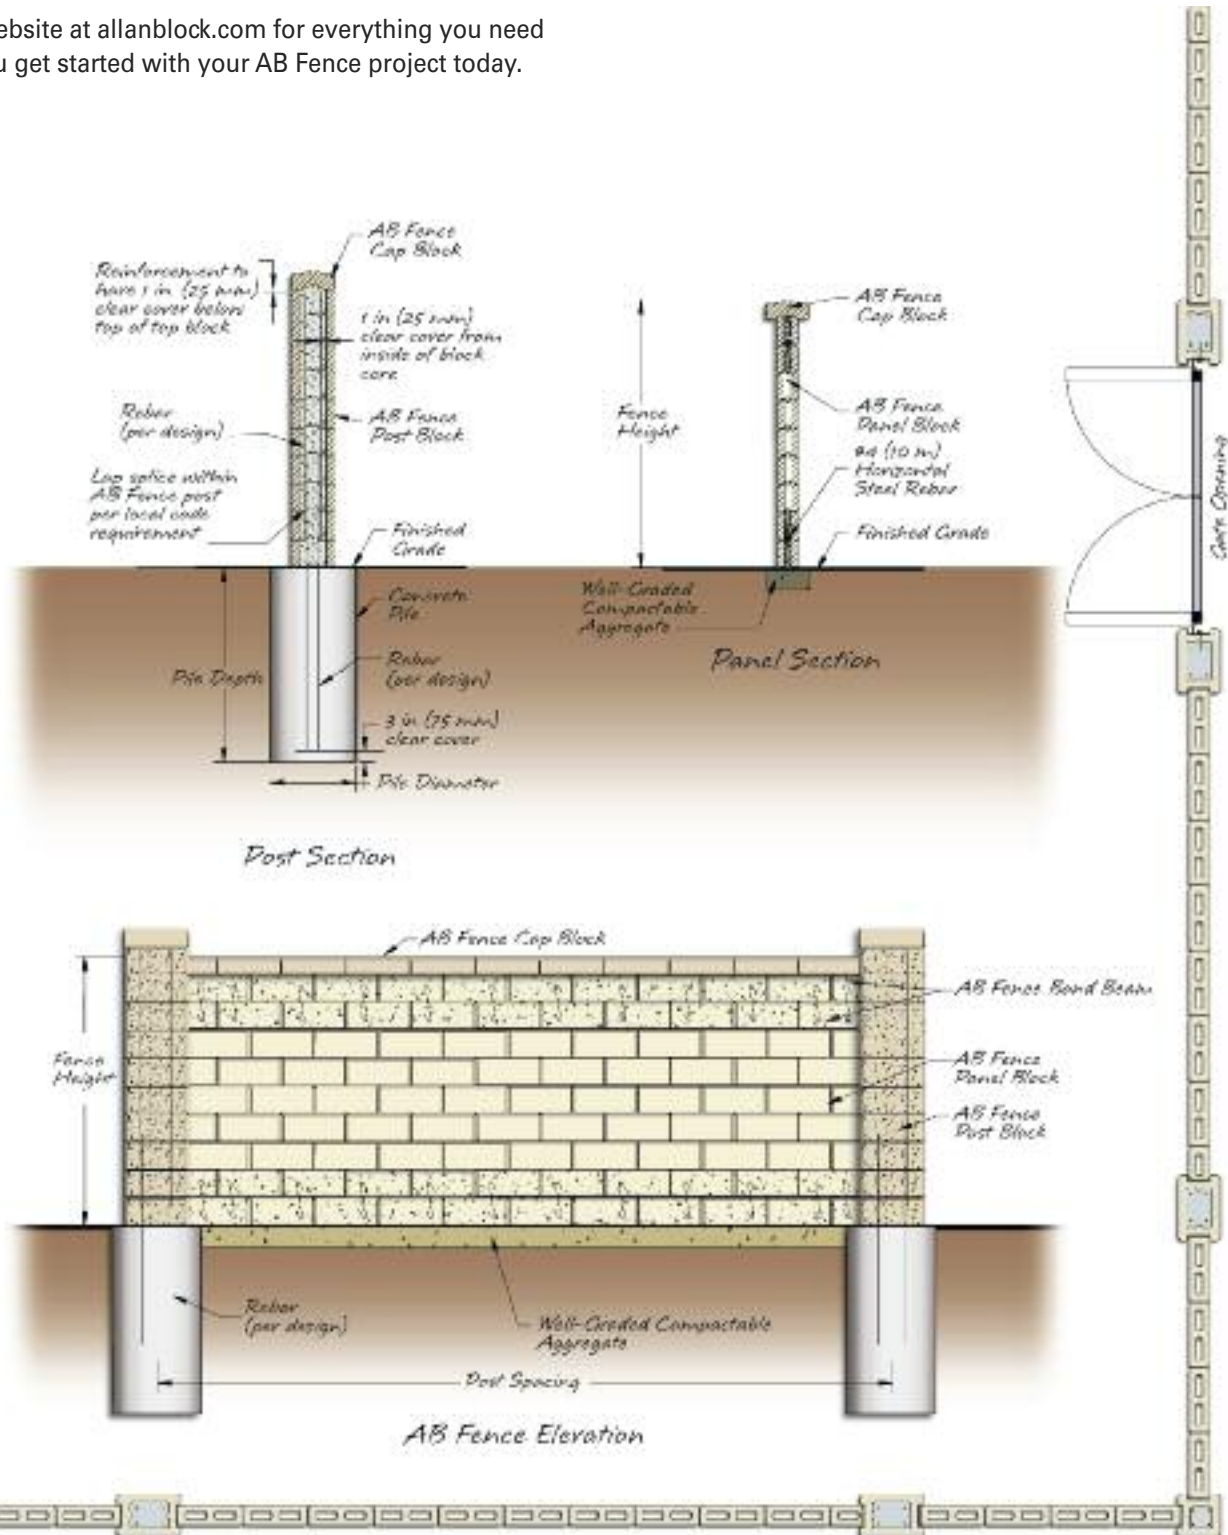 ebsite at allanblock.com for everything you need
u get started with your AB Fence project today.
AB Fence
Cap Block
Reinforcement to
have 1 in (25 mm)
clear cover below
top of top block
1 in (25 mm)
clear cover from
inside of block
core
Rebar
(per design)
AB Fence
Post Block
Lap splice within
AB Fence post
per local code
requirement
Finished
Grade
Concrete
Pile
Pile Depth
Rebar
(per design)
3 in (75 mm)
clear cover
Pile Diameter
Post Section
AB Fence
Cap Block
Fence
Height
AB Fence
Panel Block
#4 (10 m)
Horizontal
Steel Rebar
Finished Grade
Well-Graded
Compactable
Aggregate
Panel Section
Gate Opening
AB Fence Cap Block
AB Fence Bond Beam
Fence
Height
AB Fence
Panel Block
AB Fence
Post Block
Rebar
(per design)
Well-Graded Compactable
Aggregate
Post Spacing
AB Fence Elevation